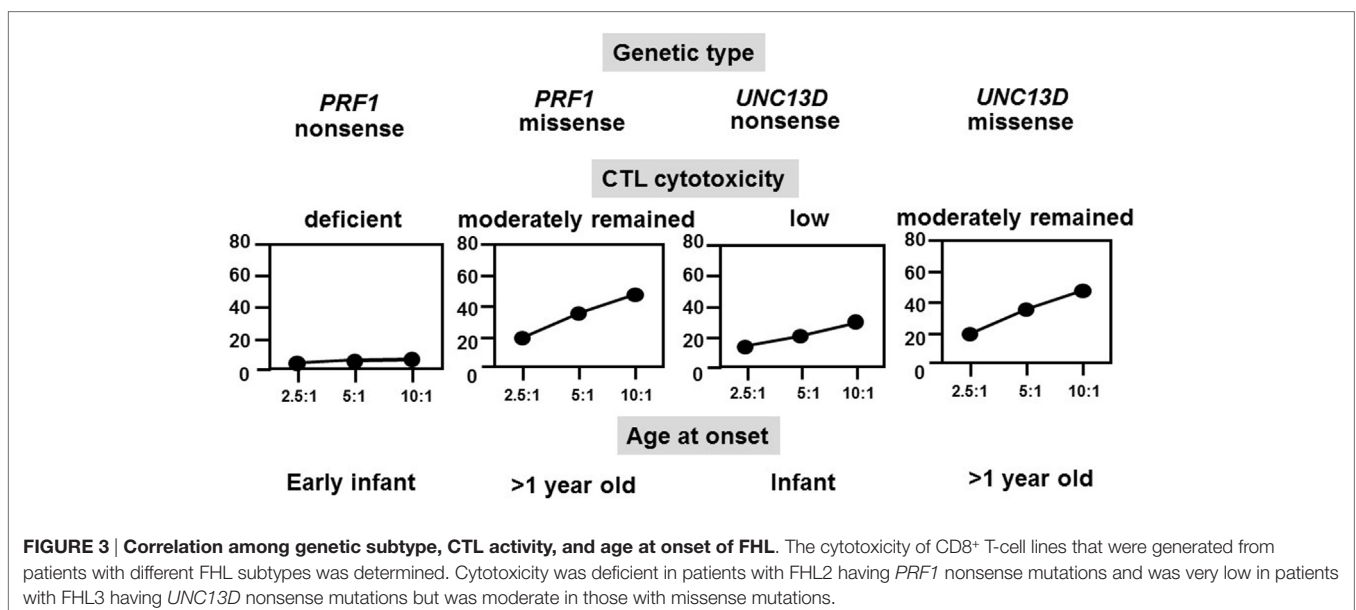 Genetic type
PRF1 PRF1 UNC13D UNC13D
nonsense missense nonsense missense
CTL cytotoxicity
deficient moderately remained low moderately remained
80 80 80 80
60 60 60 60
40 40 40 40
20 20 20 20
0 0 0 0
2.5:1 5:1 10:1 2.5:1 5:1 10:1 2.5:1 5:1 10:1 2.5:1 5:1 10:1
Age at onset
Early infant >1 year old Infant >1 year old
FIGURE 3 | Correlation among genetic subtype, CTL activity, and age at onset of FHL. The cytotoxicity of CD8⁺ T-cell lines that were generated from
patients with different FHL subtypes was determined. Cytotoxicity was deficient in patients with FHL2 having PRF1 nonsense mutations and was very low in patients
with FHL3 having UNC13D nonsense mutations but was moderate in those with missense mutations.